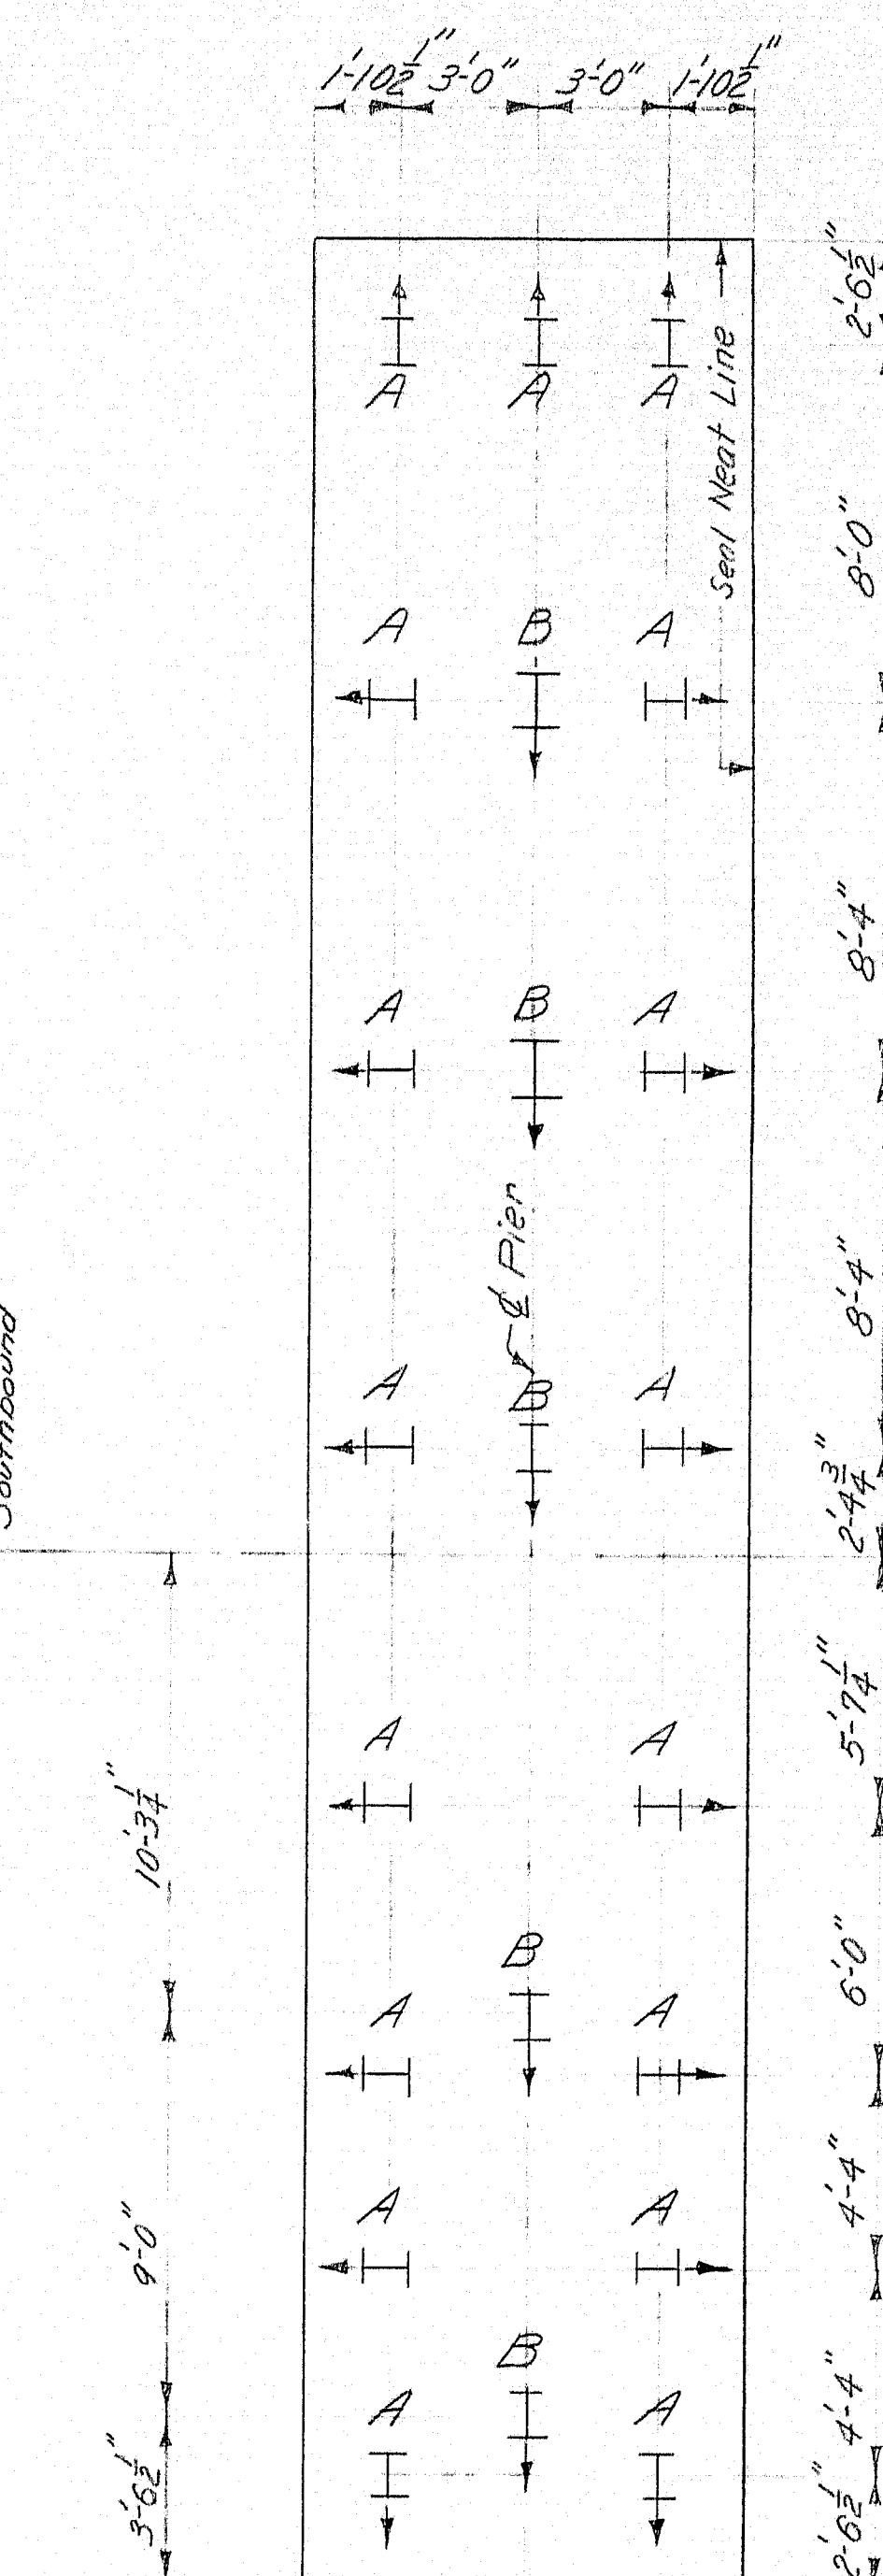 1'-10½" 3'-0" 3'-0" 1'-10½"
2'-6½"
A A A
Seal Neat Line
8'-0"
A B A
8'-4"
A B A
℄ Pier
8'-4"
A B A
Southbound
2'-4¾"
5'-7¼"
A A
10'-3¼"
B
6'-0"
A A
4'-4"
A A
9'-0"
B
4'-4"
A A
3'-6½"
2'-6½"